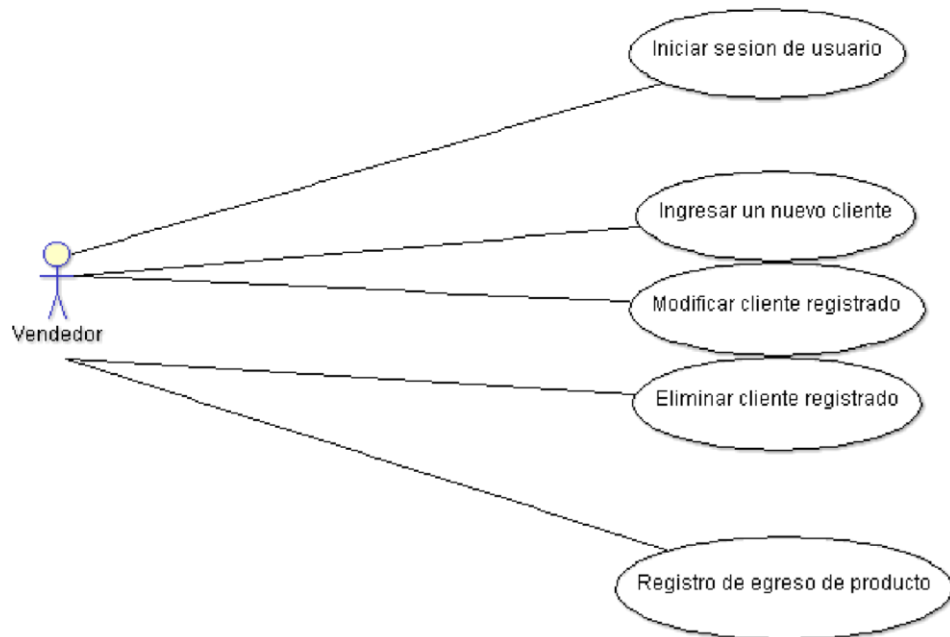 Iniciar sesion de usuario
Ingresar un nuevo cliente
Modificar cliente registrado
Vendedor
Eliminar cliente registrado
Registro de egreso de producto